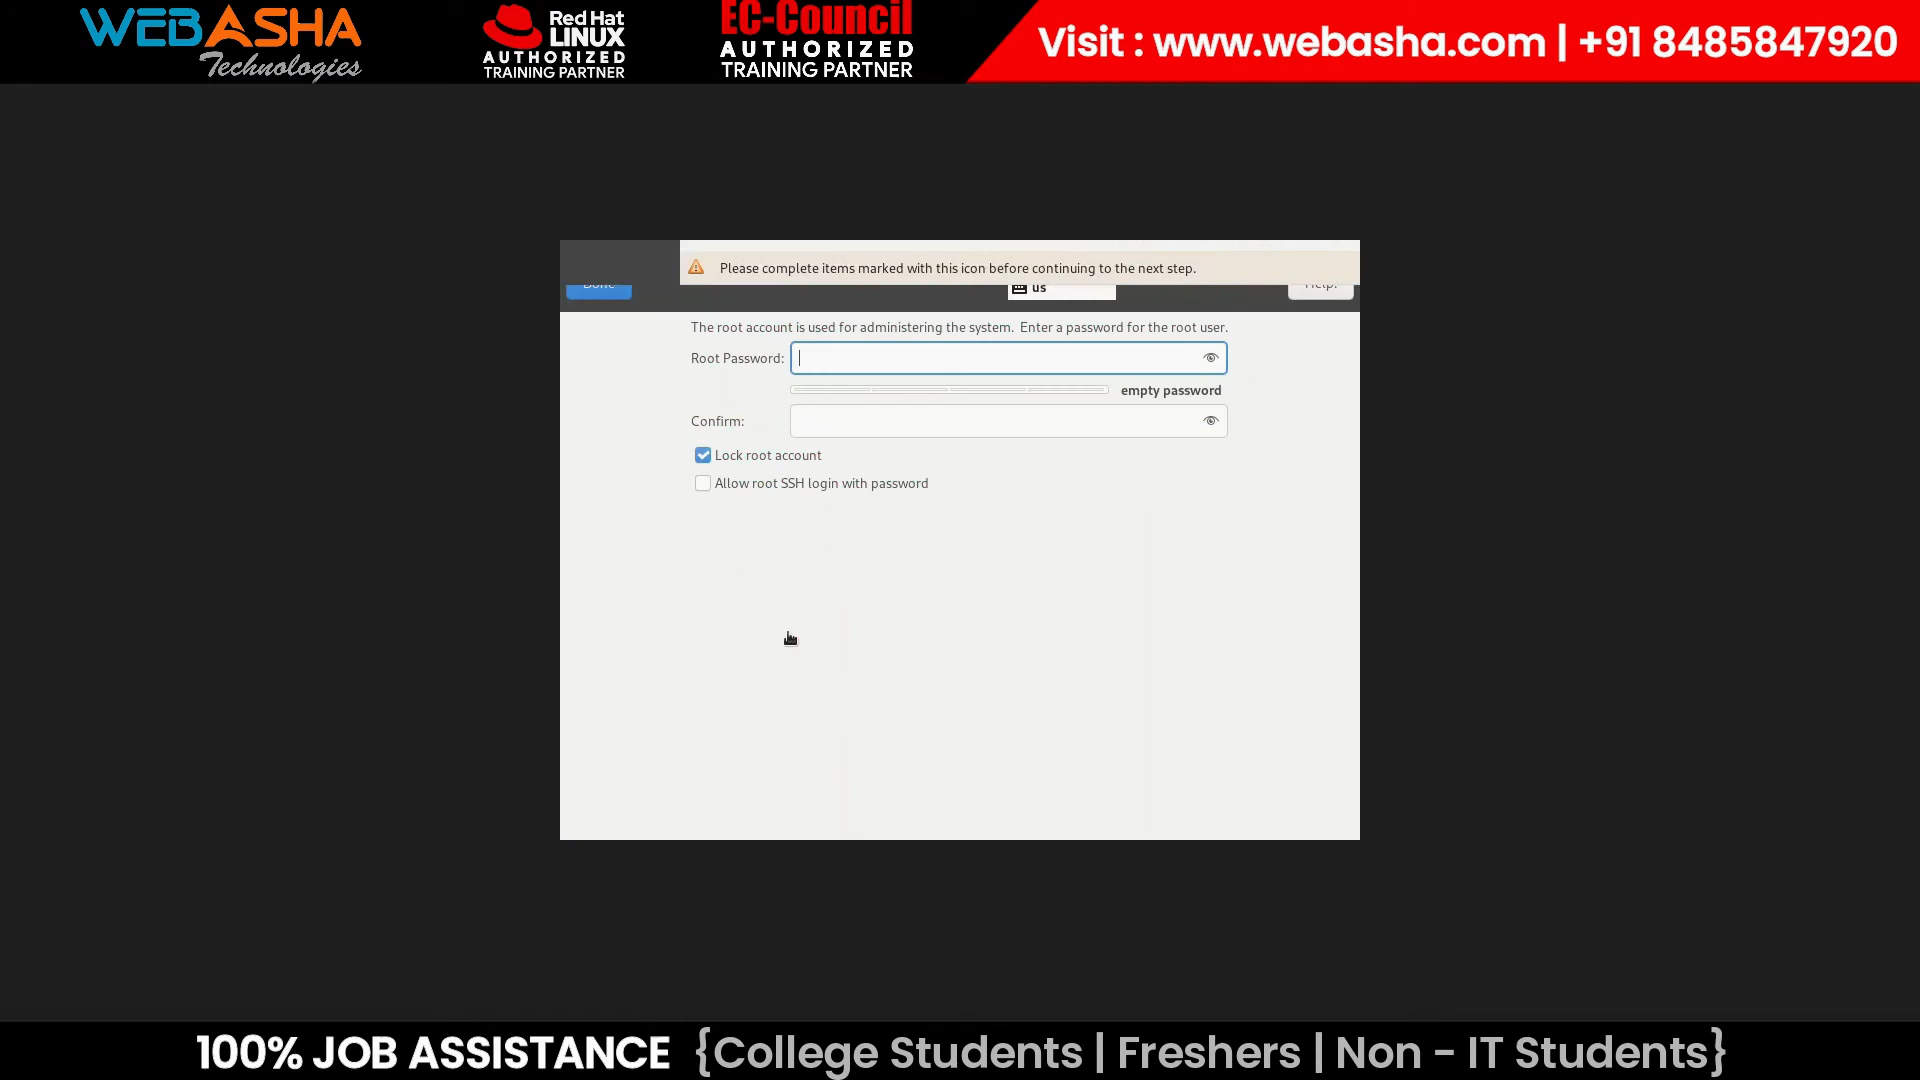 WEBASHA
Technologies
Red Hat
LINUX
AUTHORIZED
TRAINING PARTNER
EC-Council
AUTHORIZED
TRAINING PARTNER
Visit : www.webasha.com | +91 8485847920
Please complete items marked with this icon before continuing to the next step.
Done
us
Help!
The root account is used for administering the system. Enter a password for the root user.
Root Password:
empty password
Confirm:
Lock root account
Allow root SSH login with password
100% JOB ASSISTANCE {College Students | Freshers | Non - IT Students}